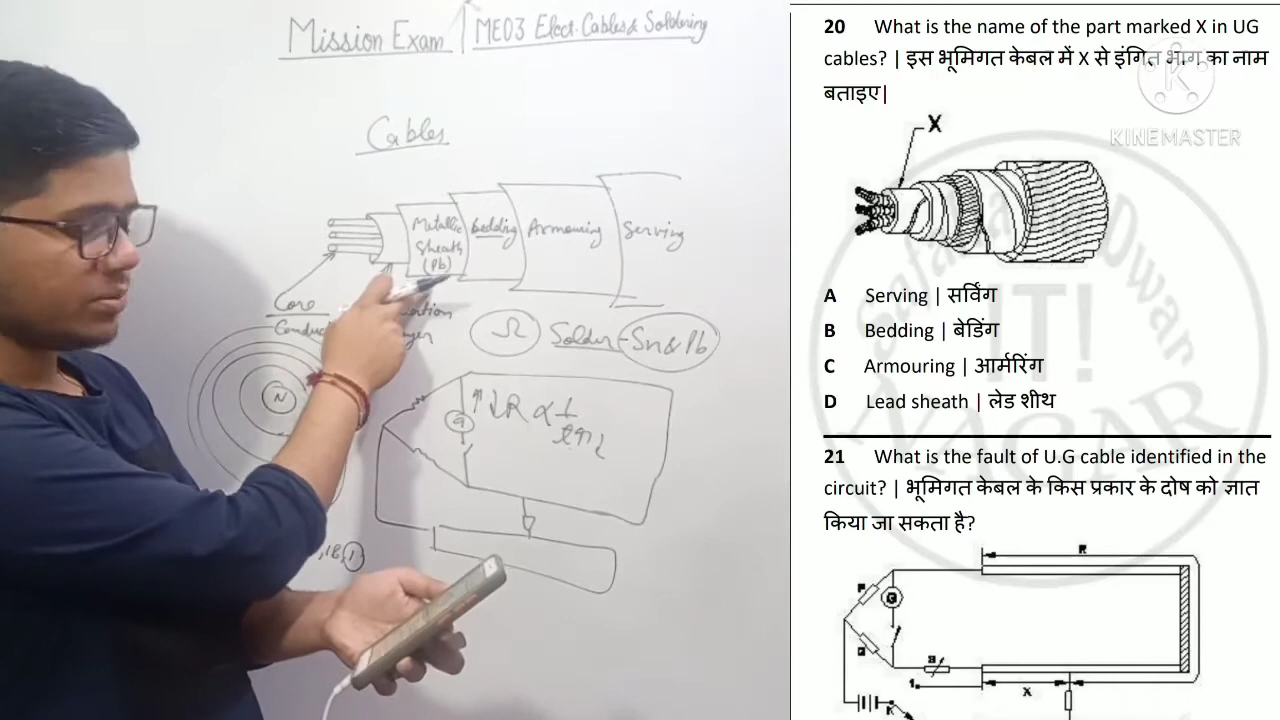 Mission Exam
ME03 Elect. Cables & Soldering
Cables
Metallic
Sheath
(Pb)
bedding
Armouring
Serving
Core
Ω
Solder - Sn & Pb
N
G
20 What is the name of the part marked X in UG
cables? | इस भूमिगत केबल में X से इंगित भाग का नाम
बताइए|
K
KINEMASTER
X
A Serving | सर्विंग
B Bedding | बेडिंग
C Armouring | आर्मरिंग
D Lead sheath | लेड शीथ
21 What is the fault of U.G cable identified in the
circuit? | भूमिगत केबल के किस प्रकार के दोष को ज्ञात
किया जा सकता है?
R
P
G
Q
S
X
K
IT!
NAGAR